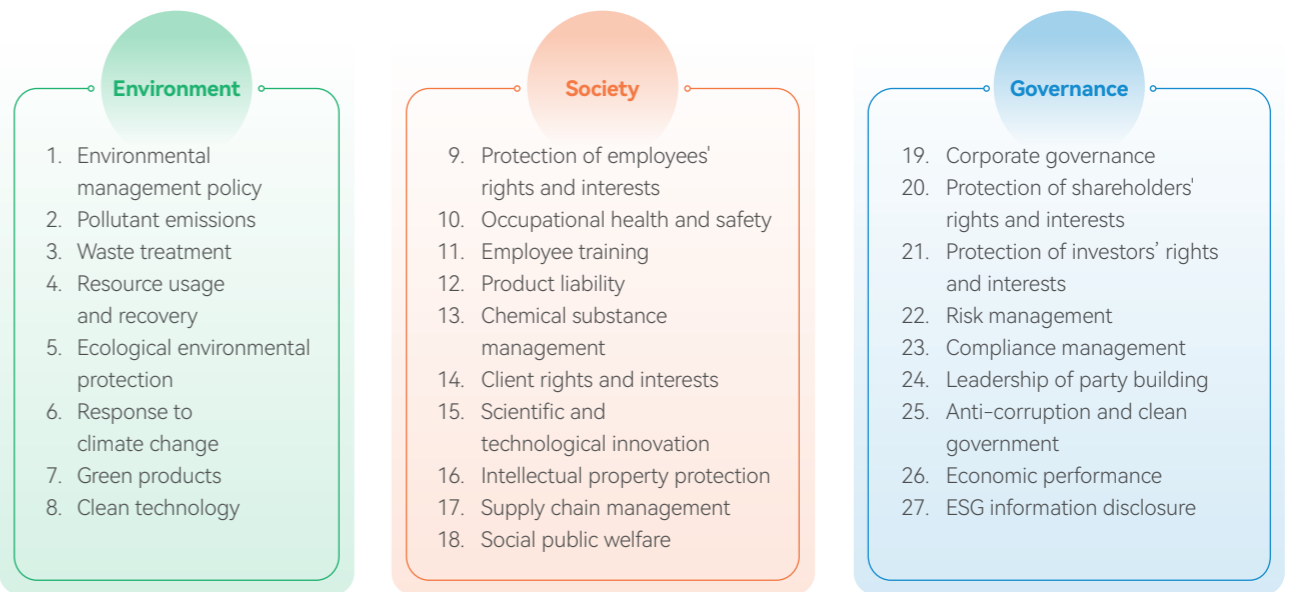 Environment
1. Environmental
management policy
2. Pollutant emissions
3. Waste treatment
4. Resource usage
and recovery
5. Ecological environmental
protection
6. Response to
climate change
7. Green products
8. Clean technology
Society
9. Protection of employees'
rights and interests
10. Occupational health and safety
11. Employee training
12. Product liability
13. Chemical substance
management
14. Client rights and interests
15. Scientific and
technological innovation
16. Intellectual property protection
17. Supply chain management
18. Social public welfare
Governance
19. Corporate governance
20. Protection of shareholders'
rights and interests
21. Protection of investors’ rights
and interests
22. Risk management
23. Compliance management
24. Leadership of party building
25. Anti-corruption and clean
government
26. Economic performance
27. ESG information disclosure